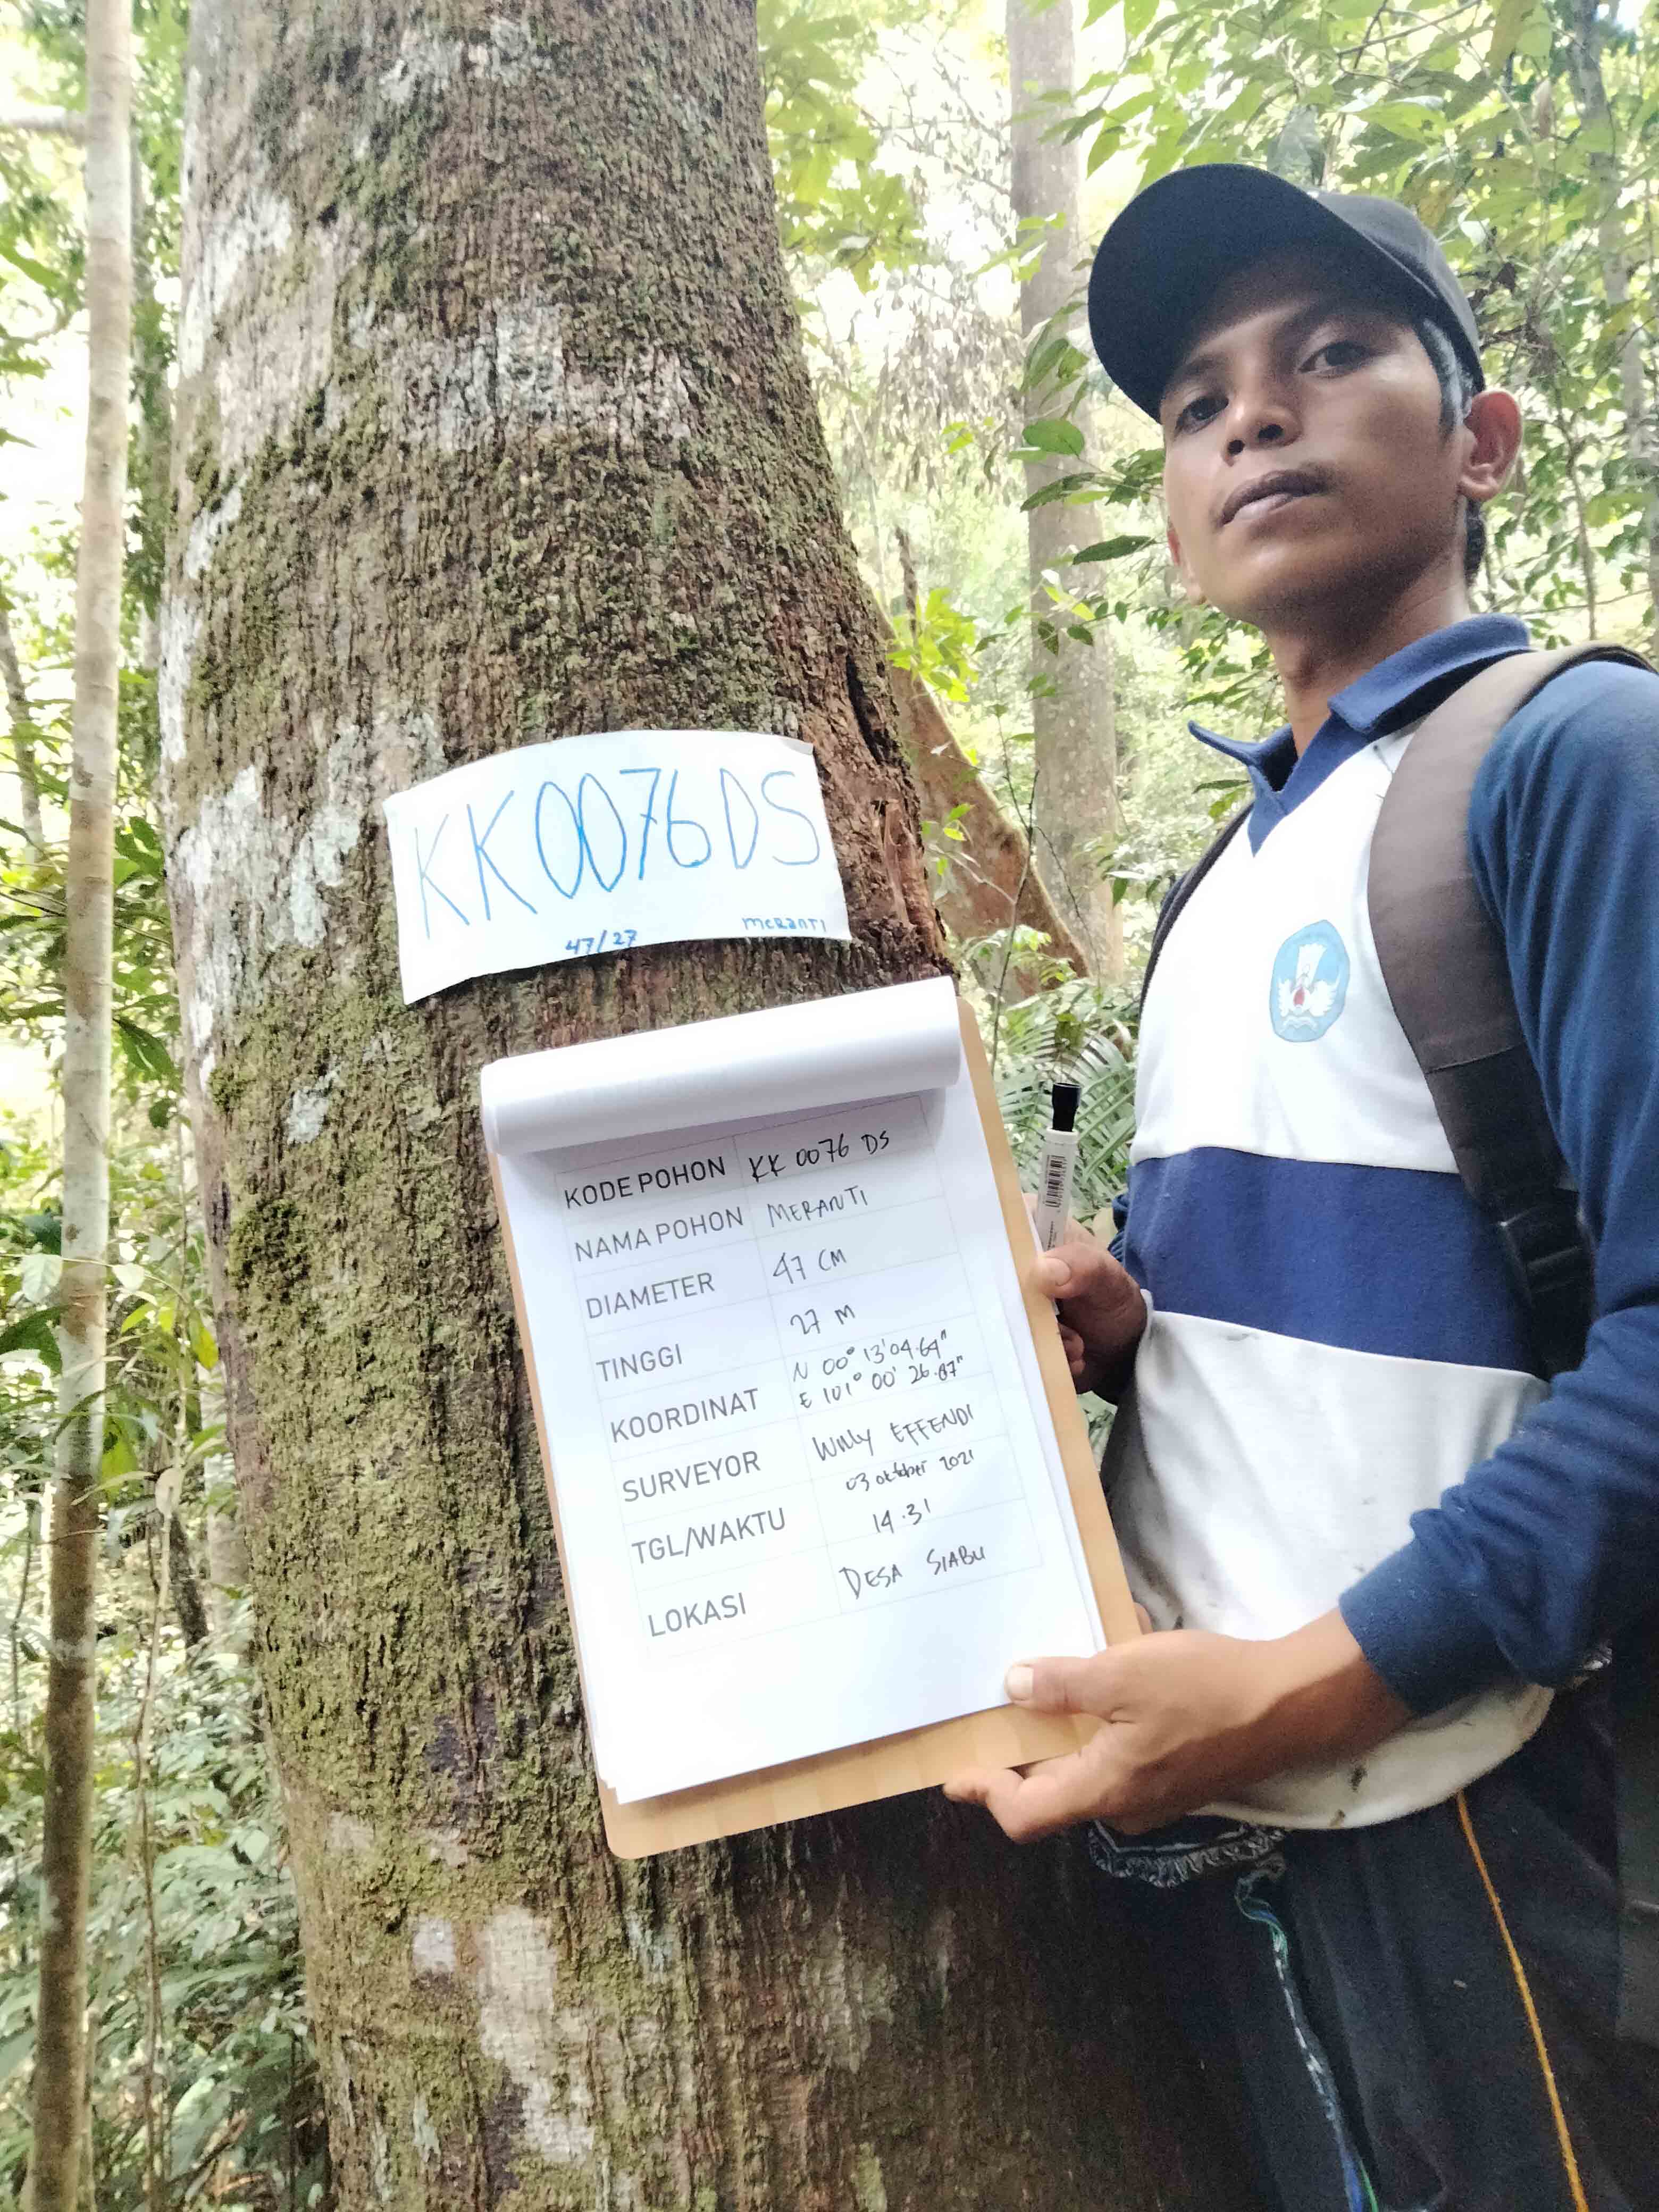 KK0076DS
47/27 meRanTI
KODE POHON KK 0076 DS
NAMA POHON MERANTI
DIAMETER 47 CM
TINGGI 27 M
KOORDINAT N 00° 13' 04.64"
E 101° 00' 26.87"
SURVEYOR Willy EFFENDI
TGL/WAKTU 03 oktober 2021
14.31
LOKASI DESA SIABU